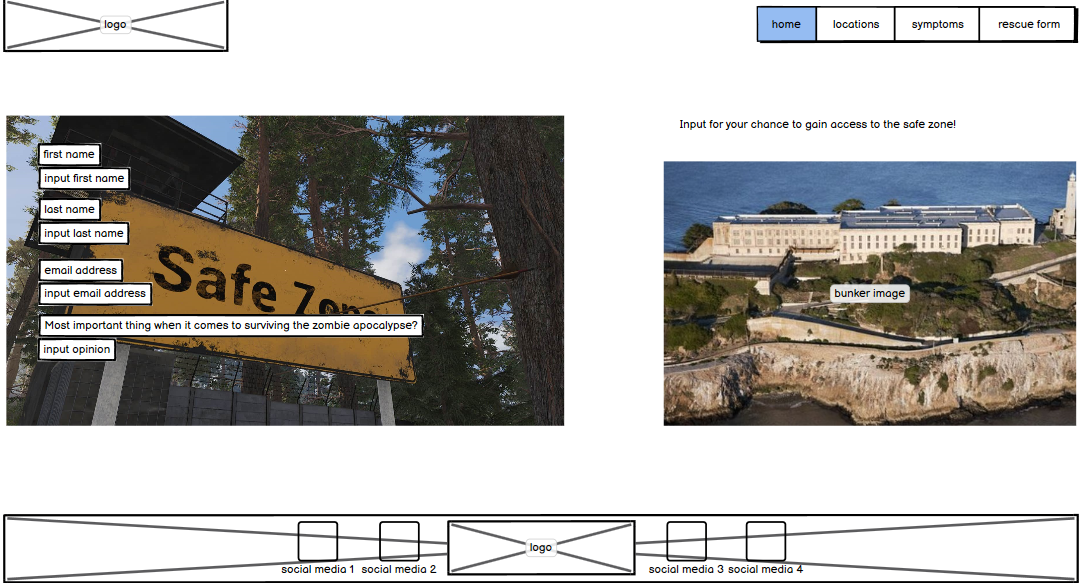 logo
home
locations
symptoms
rescue form
Input for your chance to gain access to the safe zone!
first name
input first name
last name
input last name
email address
input email address
Safe Zone
Most important thing when it comes to surviving the zombie apocalypse?
input opinion
bunker image
logo
social media 1
social media 2
social media 3
social media 4